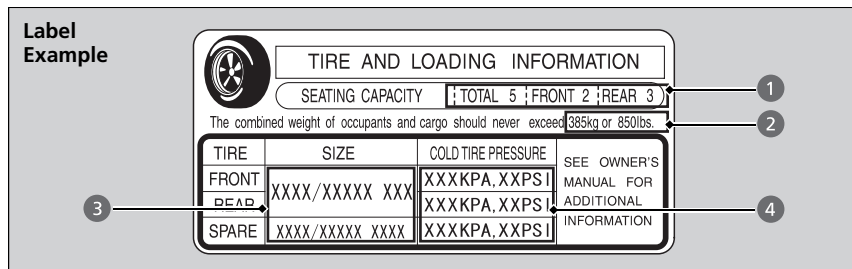 Label
Example
TIRE AND LOADING INFORMATION
SEATING CAPACITY TOTAL 5 FRONT 2 REAR 3
1
The combined weight of occupants and cargo should never exceed 385kg or 850lbs.
2
TIRE SIZE COLD TIRE PRESSURE
SEE OWNER'S
MANUAL FOR
ADDITIONAL
INFORMATION
FRONT XXXX/XXXXX XXX XXXKPA,XXPSI
3
REAR XXXKPA,XXPSI
4
SPARE XXXX/XXXXX XXXX XXXKPA,XXPSI